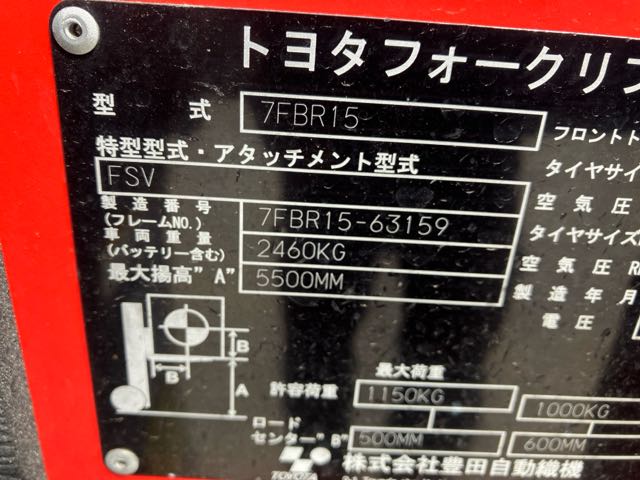 トヨタフォークリフ
型 式 7FBR15
フロントト
特型型式・アタッチメント型式
タイヤサイ
FSV
空 気 圧
製 造 番 号
(フレームNO.) 7FBR15-63159
タイヤサイズ
車 両 重 量
(バッテリー含む) 2460KG
空 気 圧 R
最大揚高"A" 5500MM
製 造 年 月
電 圧
B
B
A
最大荷重
許容荷重 1150KG 1000KG
ロード
センター"B" 500MM 600MM
TOYOTA 株式会社豊田自動織機